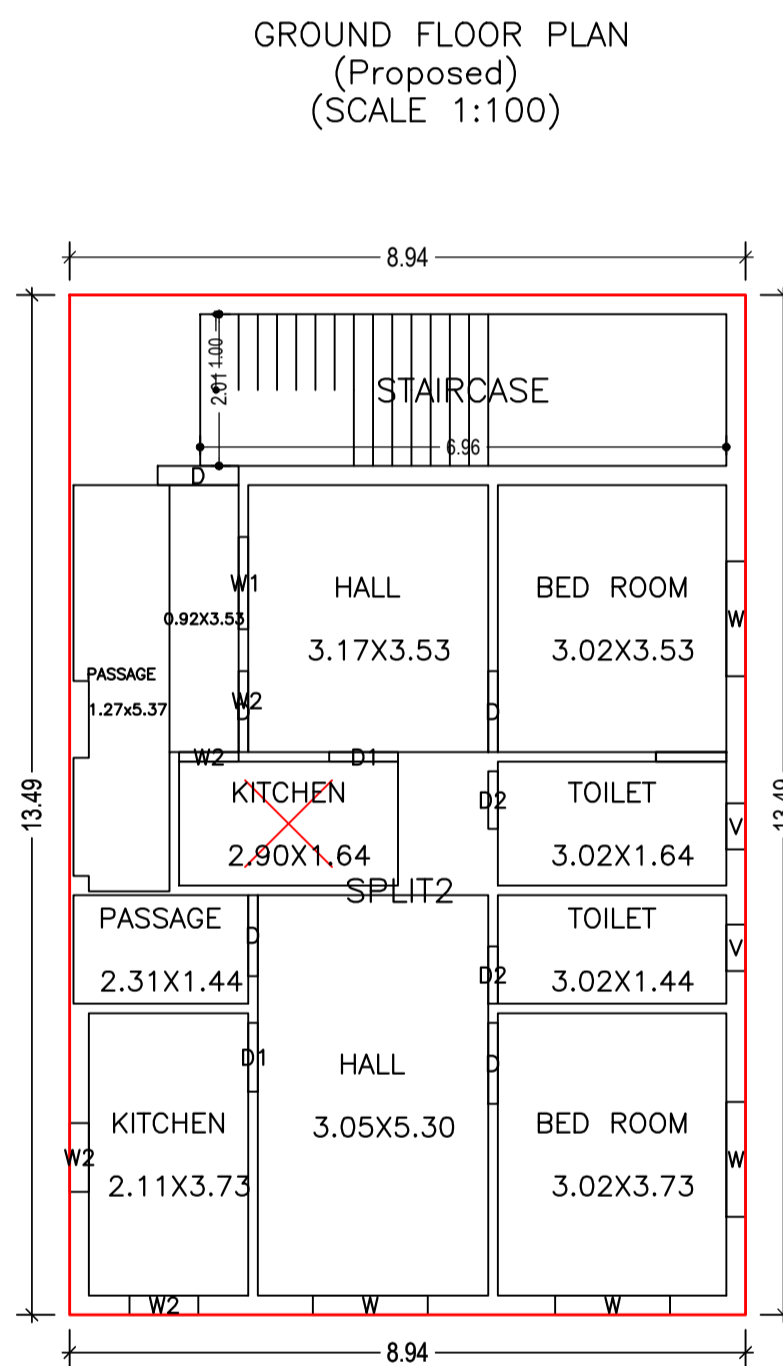 GROUND FLOOR PLAN
(Proposed)
(SCALE 1:100)
8.94
2.01 1.00
STAIRCASE
6.96
D
W1
HALL
BED ROOM
0.92X3.53
W
3.17X3.53
3.02X3.53
PASSAGE
1.27x5.37
W2
D
D
W2
D1
KITCHEN
D2
TOILET
13.49
13.49
V
2.90X1.64
3.02X1.64
SPLIT2
PASSAGE
TOILET
D
V
2.31X1.44
D2
3.02X1.44
D1
HALL
D
KITCHEN
3.05X5.30
BED ROOM
W2
W
2.11X3.73
3.02X3.73
W2
W
W
8.94